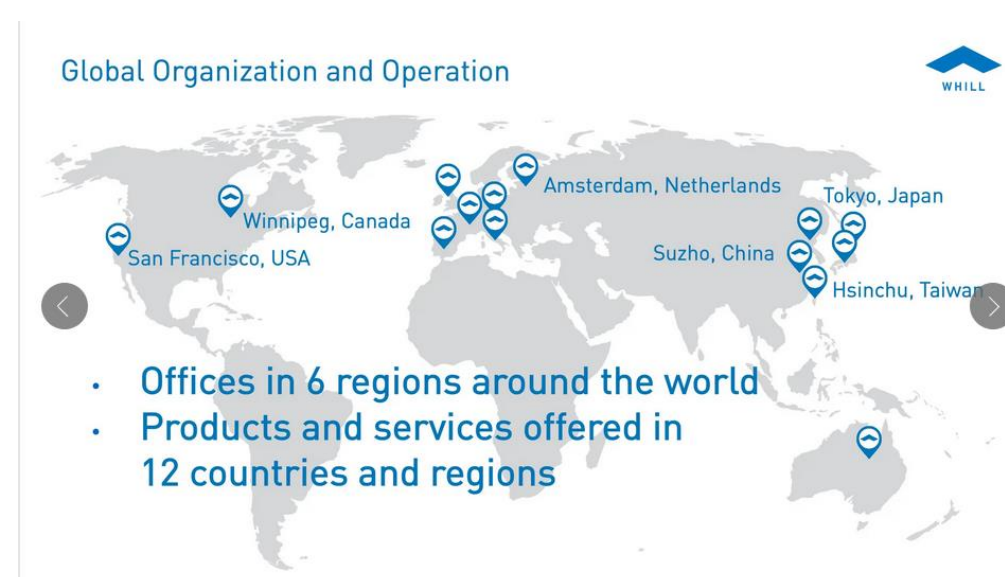 Global Organization and Operation
WHILL
Amsterdam, Netherlands
Tokyo, Japan
Winnipeg, Canada
San Francisco, USA
Suzho, China
Hsinchu, Taiwan
• Offices in 6 regions around the world
• Products and services offered in
12 countries and regions